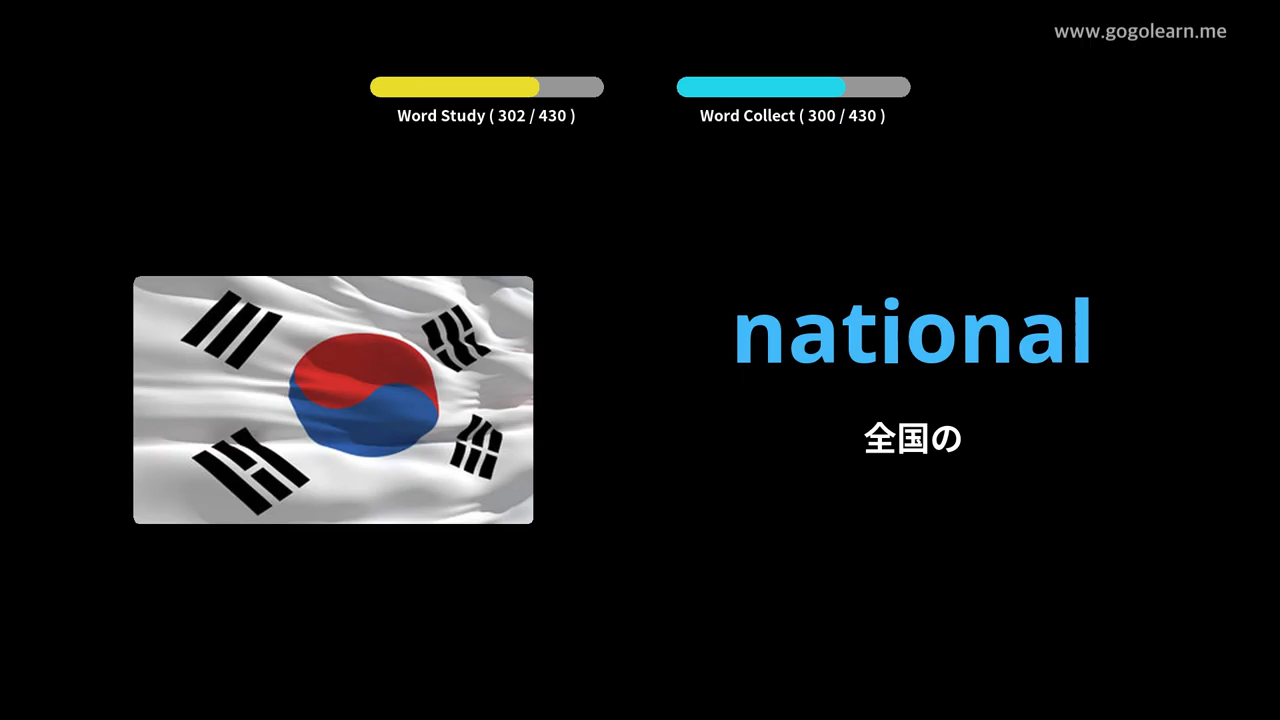 www.gogolearn.me
Word Study ( 302 / 430 )
Word Collect ( 300 / 430 )
national
全国の